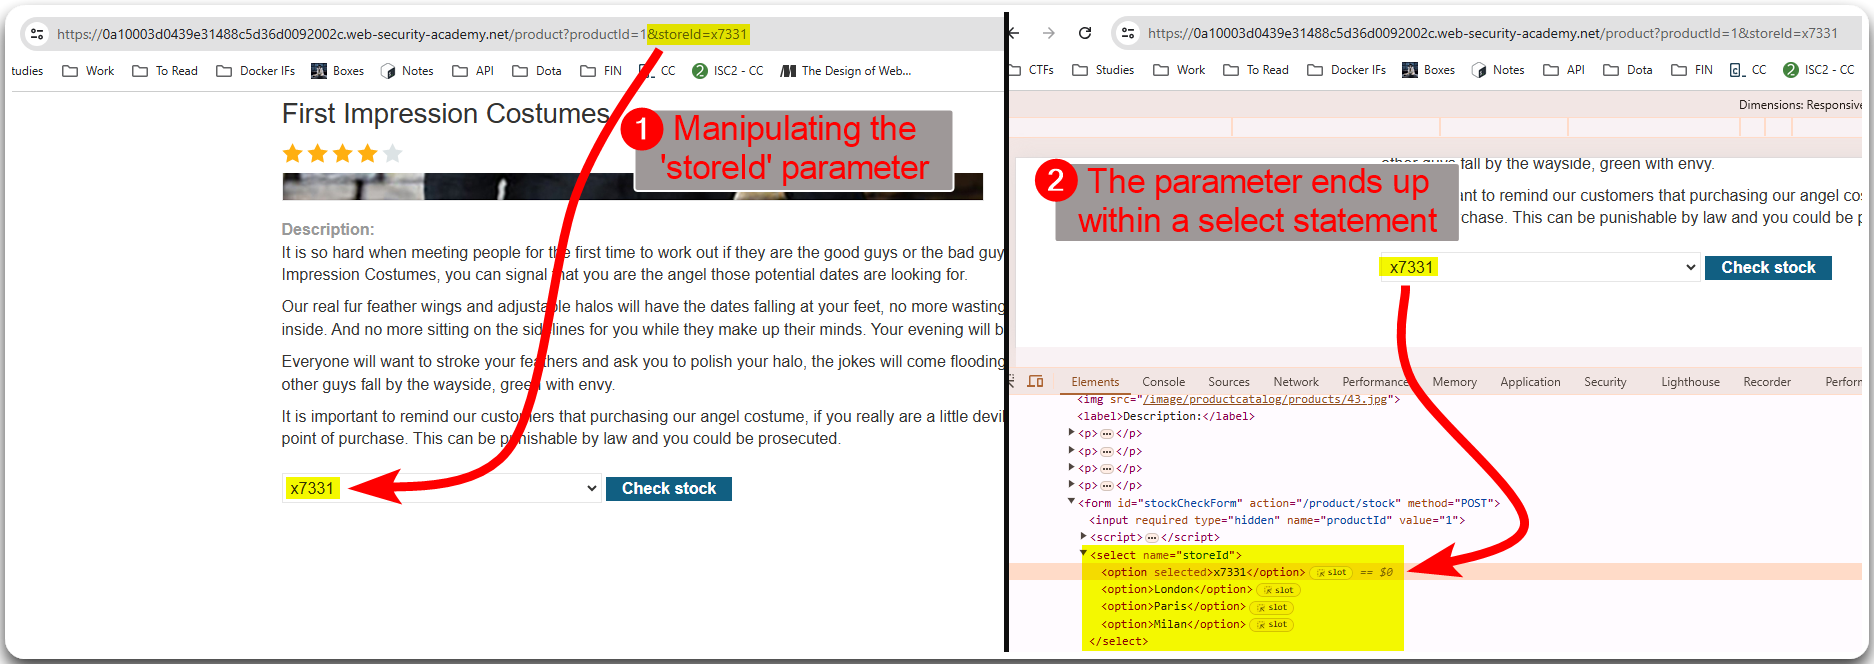 https://0a10003d0439e31488c5d36d0092002c.web-security-academy.net/product?productId=1&storeId=x7331
tudies Work To Read Docker IFs Boxes Notes API Dota FIN CC ISC2 - CC The Design of Web...
First Impression Costumes
1 Manipulating the
'storeId' parameter
Description:
It is so hard when meeting people for the first time to work out if they are the good guys or the bad guy
Impression Costumes, you can signal that you are the angel those potential dates are looking for.
Our real fur feather wings and adjustable halos will have the dates falling at your feet, no more wasting
inside. And no more sitting on the sidelines for you while they make up their minds. Your evening will b
Everyone will want to stroke your feathers and ask you to polish your halo, the jokes will come flooding
other guys fall by the wayside, green with envy.
It is important to remind our customers that purchasing our angel costume, if you really are a little devil
point of purchase. This can be punishable by law and you could be prosecuted.
x7331 Check stock
https://0a10003d0439e31488c5d36d0092002c.web-security-academy.net/product?productId=1&storeId=x7331
CTFs Studies Work To Read Docker IFs Boxes Notes API Dota FIN CC ISC2 - CC
Dimensions: Responsive
other guys fall by the wayside, green with envy.
2 The parameter ends up
within a select statement
ant to remind our customers that purchasing our angel co
chase. This can be punishable by law and you could be p
x7331 Check stock
Elements Console Sources Network Performance Memory Application Security Lighthouse Recorder Perform
<img src="/image/productcatalog/products/43.jpg">
<label>Description:</label>
<p>…</p>
<p>…</p>
<p>…</p>
<p>…</p>
<form id="stockCheckForm" action="/product/stock" method="POST">
<input required type="hidden" name="productId" value="1">
<script>…</script>
<select name="storeId">
<option selected>x7331</option> slot == $0
<option>London</option> slot
<option>Paris</option> slot
<option>Milan</option> slot
</select>